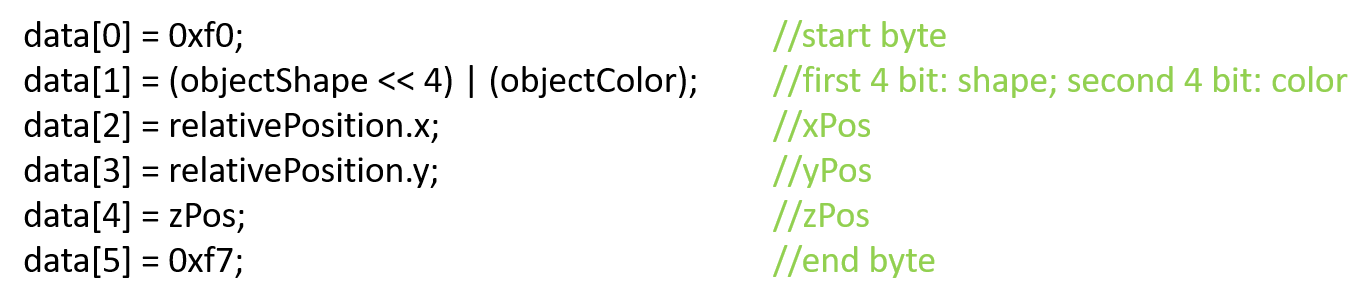 data[0] = 0xf0; //start byte
data[1] = (objectShape << 4) | (objectColor); //first 4 bit: shape; second 4 bit: color
data[2] = relativePosition.x; //xPos
data[3] = relativePosition.y; //yPos
data[4] = zPos; //zPos
data[5] = 0xf7; //end byte